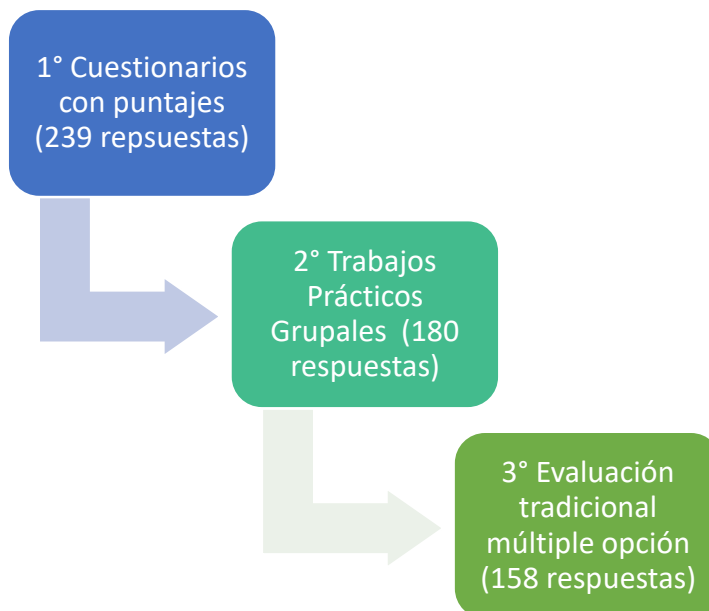 1° Cuestionarios
con puntajes
(239 repsuestas)
2° Trabajos
Prácticos
Grupales (180
respuestas)
3° Evaluación
tradicional
múltiple opción
(158 respuestas)